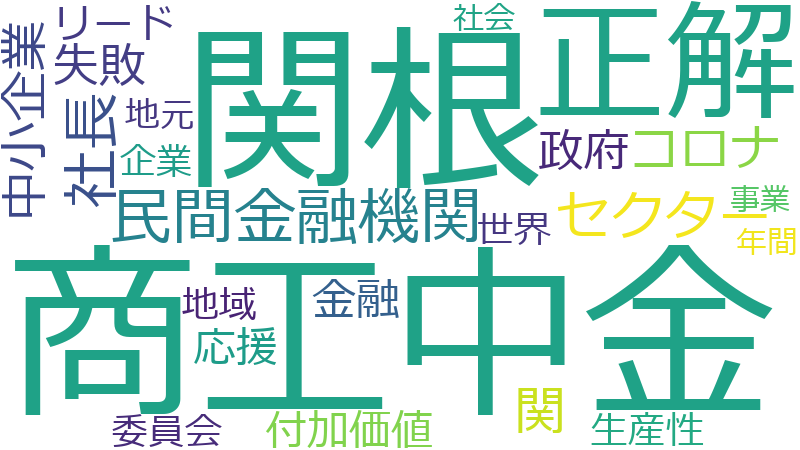 リード
社会
正解
関根
失敗
中小企業
社長
地元
企業
政府
コロナ
民間金融機関
世界
セクター
事業
年間
商工中金
地域
金融
応援
関
委員会
付加価値
生産性